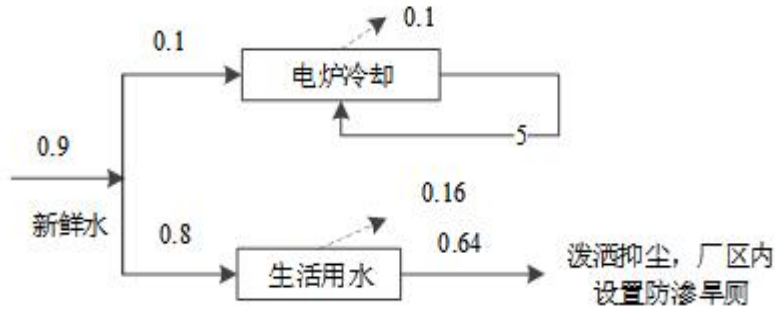 0.1
0.1
电炉冷却
5
0.9
新鲜水
0.16
0.8
0.64
生活用水
泼洒抑尘，厂区内
设置防渗旱厕